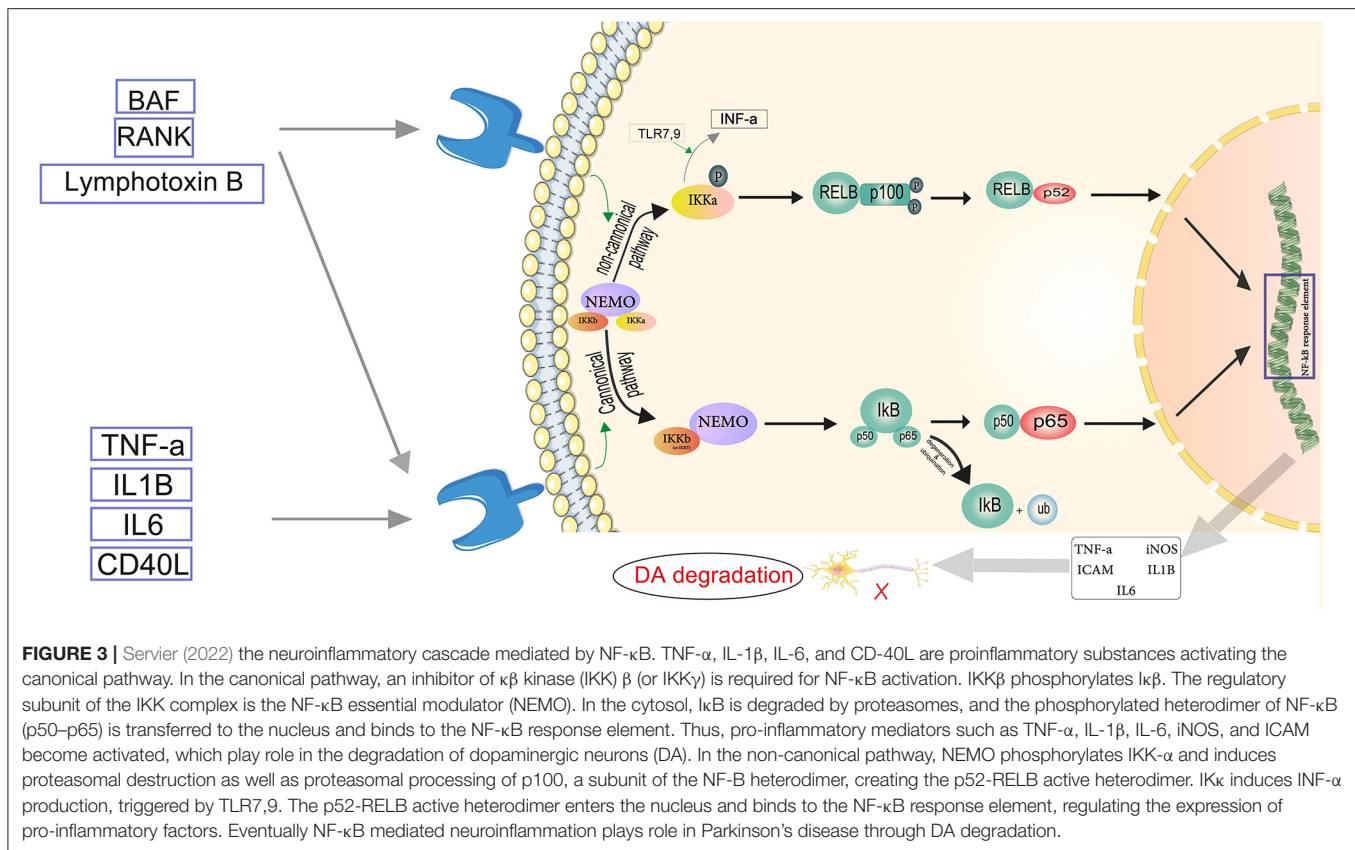 BAF
RANK
Lymphotoxin B
TNF-a
IL1B
IL6
CD40L
TLR7,9
INF-a
P
IKKa
RELB
p100
P
P
RELB
p52
non-cannonical
pathway
NEMO
IKKb
IKKa
Cannonical
pathway
IKKb
NEMO
IkB
p50
p65
degeneration
&
ubiquination
IkB
+
ub
p50
p65
NF-kB response element
TNF-a iNOS
ICAM IL1B
IL6
DA degradation
X
FIGURE 3 | Servier (2022) the neuroinflammatory cascade mediated by NF-κB. TNF-α, IL-1β, IL-6, and CD-40L are proinflammatory substances activating the
canonical pathway. In the canonical pathway, an inhibitor of κβ kinase (IKK) β (or IKKγ) is required for NF-κB activation. IKKβ phosphorylates Iκβ. The regulatory
subunit of the IKK complex is the NF-κB essential modulator (NEMO). In the cytosol, IκB is degraded by proteasomes, and the phosphorylated heterodimer of NF-κB
(p50–p65) is transferred to the nucleus and binds to the NF-κB response element. Thus, pro-inflammatory mediators such as TNF-α, IL-1β, IL-6, iNOS, and ICAM
become activated, which play role in the degradation of dopaminergic neurons (DA). In the non-canonical pathway, NEMO phosphorylates IKK-α and induces
proteasomal destruction as well as proteasomal processing of p100, a subunit of the NF-B heterodimer, creating the p52-RELB active heterodimer. IKκ induces INF-α
production, triggered by TLR7,9. The p52-RELB active heterodimer enters the nucleus and binds to the NF-κB response element, regulating the expression of
pro-inflammatory factors. Eventually NF-κB mediated neuroinflammation plays role in Parkinson's disease through DA degradation.